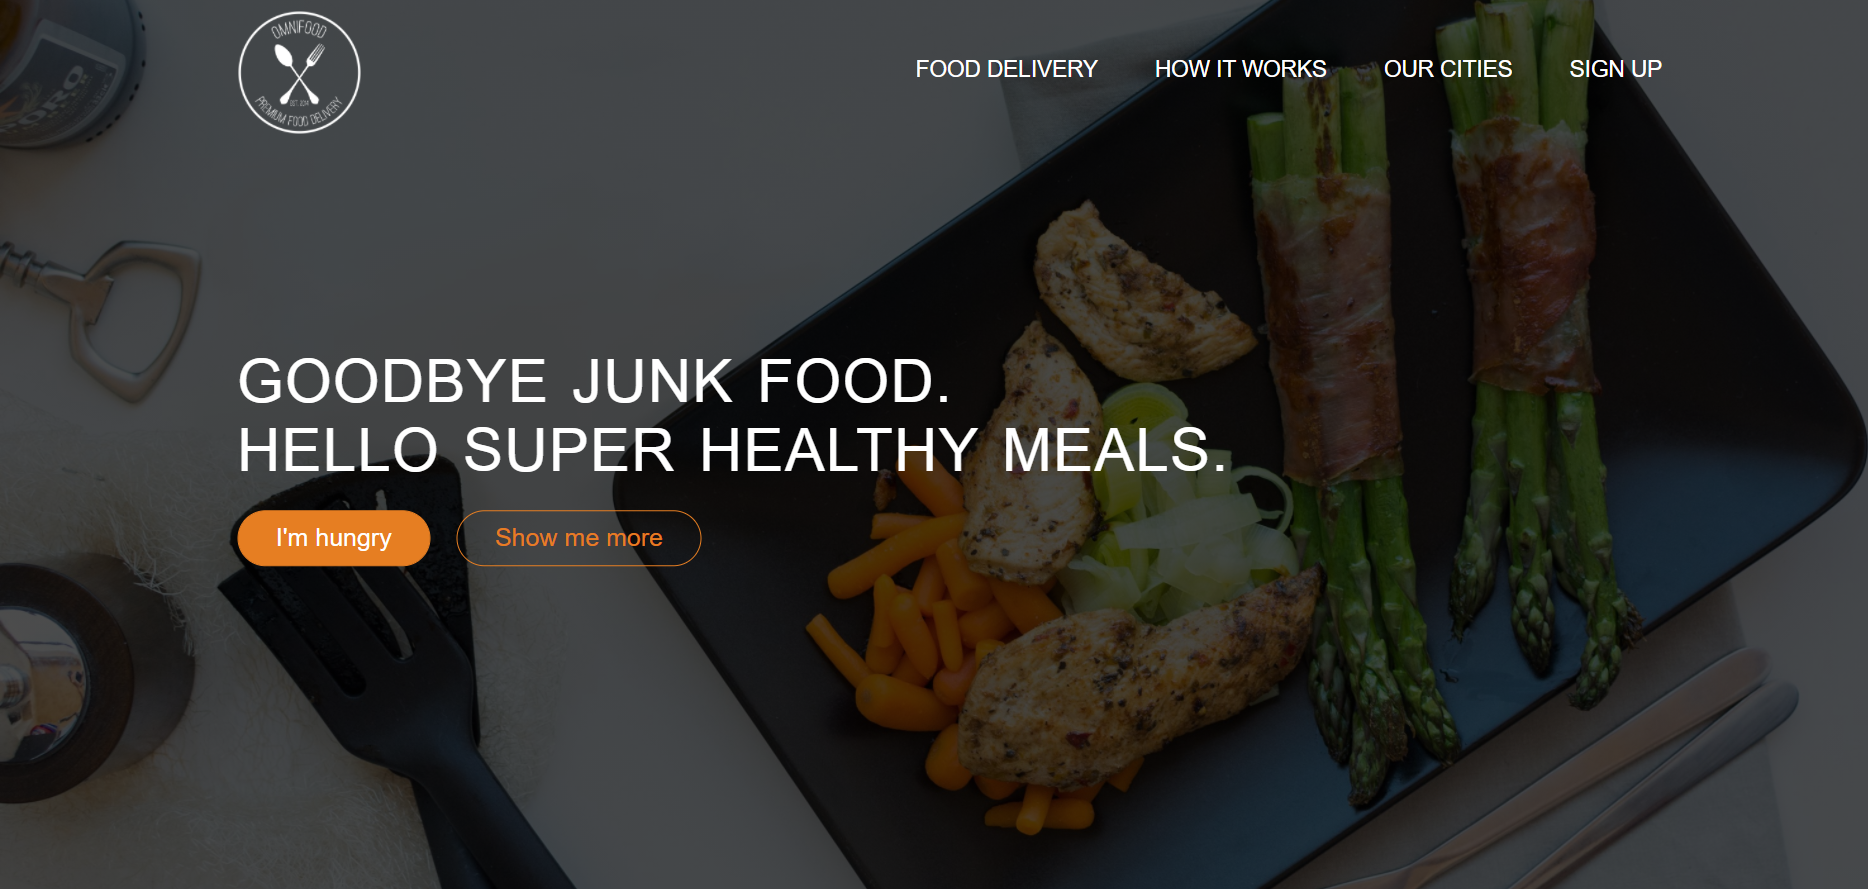 OMNIFOOD
EST. 2014
PREMIUM FOOD DELIVERY
FOOD DELIVERY
HOW IT WORKS
OUR CITIES
SIGN UP
GOODBYE JUNK FOOD.
HELLO SUPER HEALTHY MEALS.
I'm hungry
Show me more